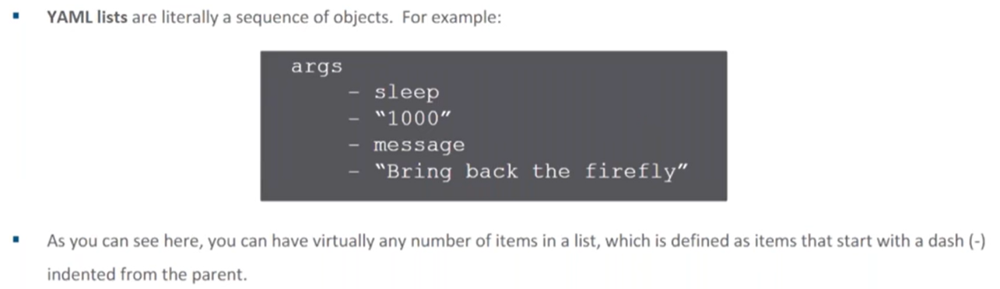 ▪ YAML lists are literally a sequence of objects. For example:
args
– sleep
– “1000”
– message
– “Bring back the firefly”
▪ As you can see here, you can have virtually any number of items in a list, which is defined as items that start with a dash (-)
indented from the parent.